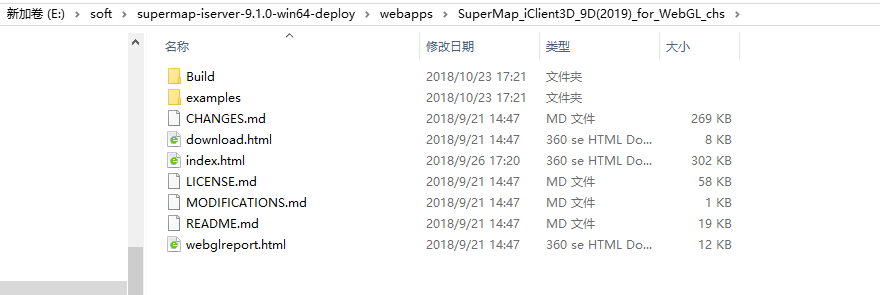 新加卷 (E:) › soft › supermap-iserver-9.1.0-win64-deploy › webapps › SuperMap_iClient3D_9D(2019)_for_WebGL_chs ›
名称 修改日期 类型 大小
Build 2018/10/23 17:21 文件夹
examples 2018/10/23 17:21 文件夹
CHANGES.md 2018/9/21 14:47 MD 文件 269 KB
download.html 2018/9/21 14:47 360 se HTML Do... 8 KB
index.html 2018/9/26 17:20 360 se HTML Do... 302 KB
LICENSE.md 2018/9/21 14:47 MD 文件 58 KB
MODIFICATIONS.md 2018/9/21 14:47 MD 文件 1 KB
README.md 2018/9/21 14:47 MD 文件 19 KB
webglreport.html 2018/9/21 14:47 360 se HTML Do... 12 KB